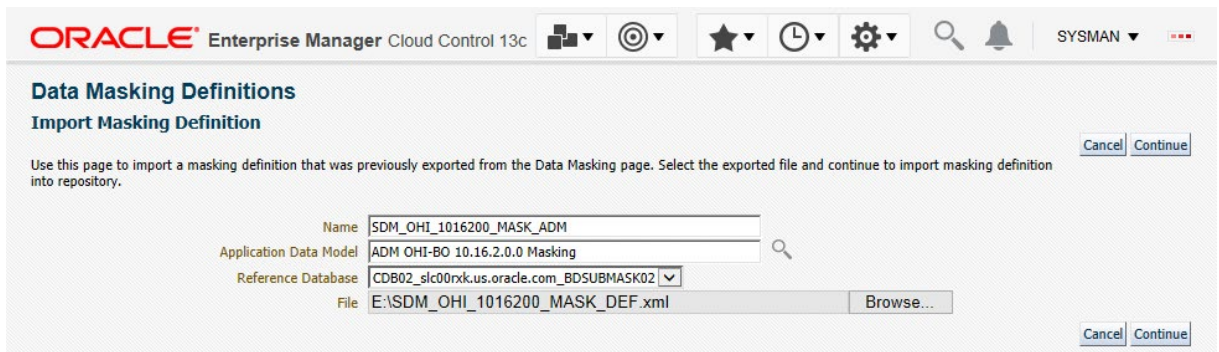 ORACLE® Enterprise Manager Cloud Control 13c SYSMAN
Data Masking Definitions
Import Masking Definition
Cancel Continue
Use this page to import a masking definition that was previously exported from the Data Masking page. Select the exported file and continue to import masking definition
into repository.
Name SDM_OHI_1016200_MASK_ADM
Application Data Model ADM OHI-BO 10.16.2.0.0 Masking
Reference Database CDB02_slc00rxk.us.oracle.com_BDSUBMASK02
File E:\SDM_OHI_1016200_MASK_DEF.xml Browse...
Cancel Continue